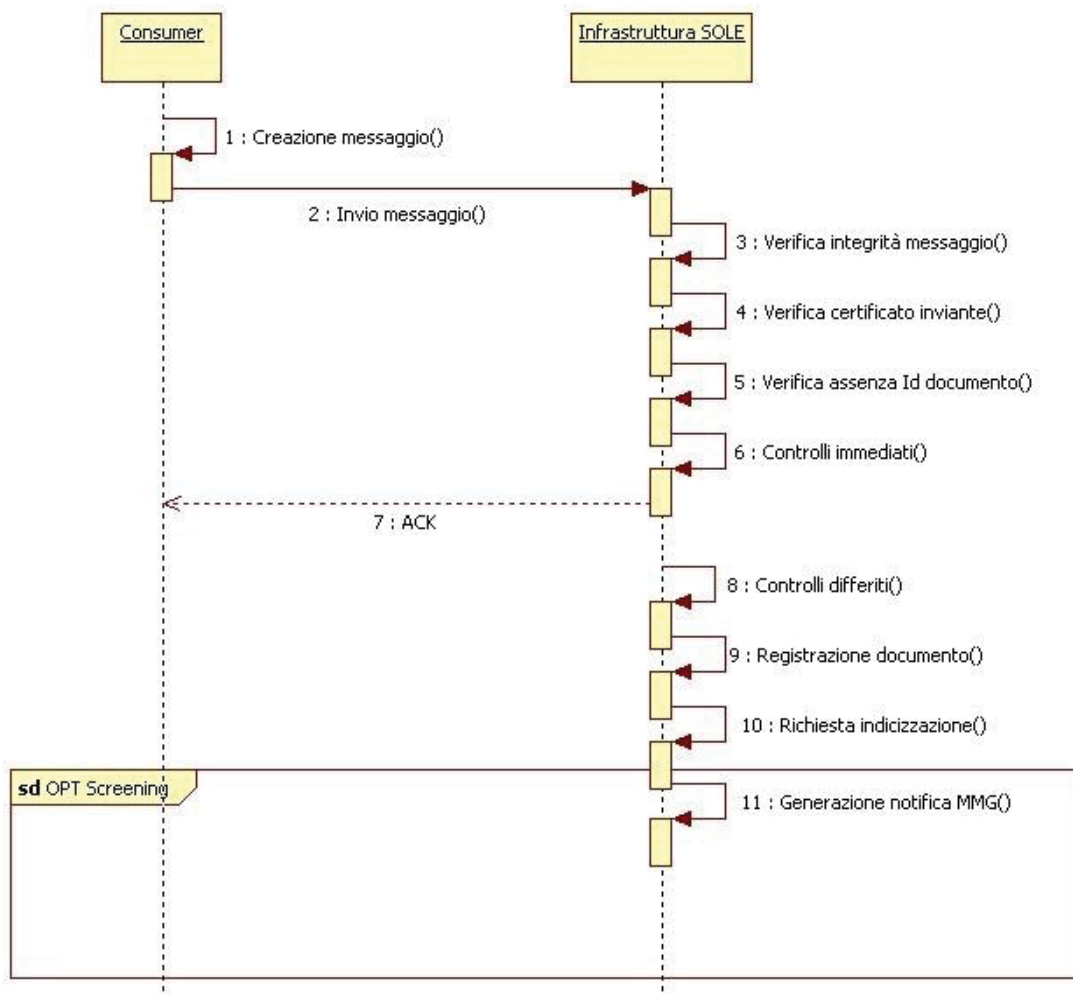 Consumer
Infrastruttura SOLE
1 : Creazione messaggio()
2 : Invio messaggio()
3 : Verifica integrità messaggio()
4 : Verifica certificato inviante()
5 : Verifica assenza Id documento()
6 : Controlli immediati()
7 : ACK
8 : Controlli differiti()
9 : Registrazione documento()
10 : Richiesta indicizzazione()
sd OPT Screening
11 : Generazione notifica MMG()